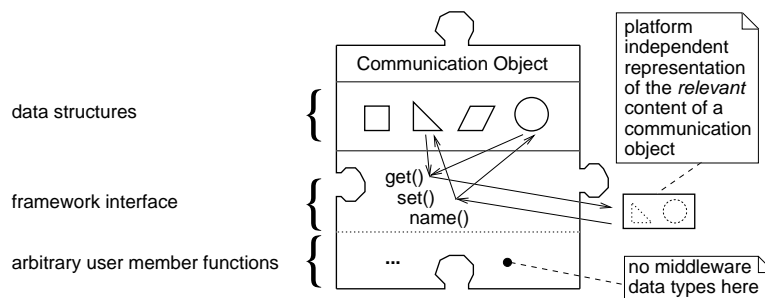 Communication Object
platform
independent
representation
of the relevant
content of a
communication
object
data structures
get()
set()
name()
framework interface
arbitrary user member functions
...
no middleware
data types here